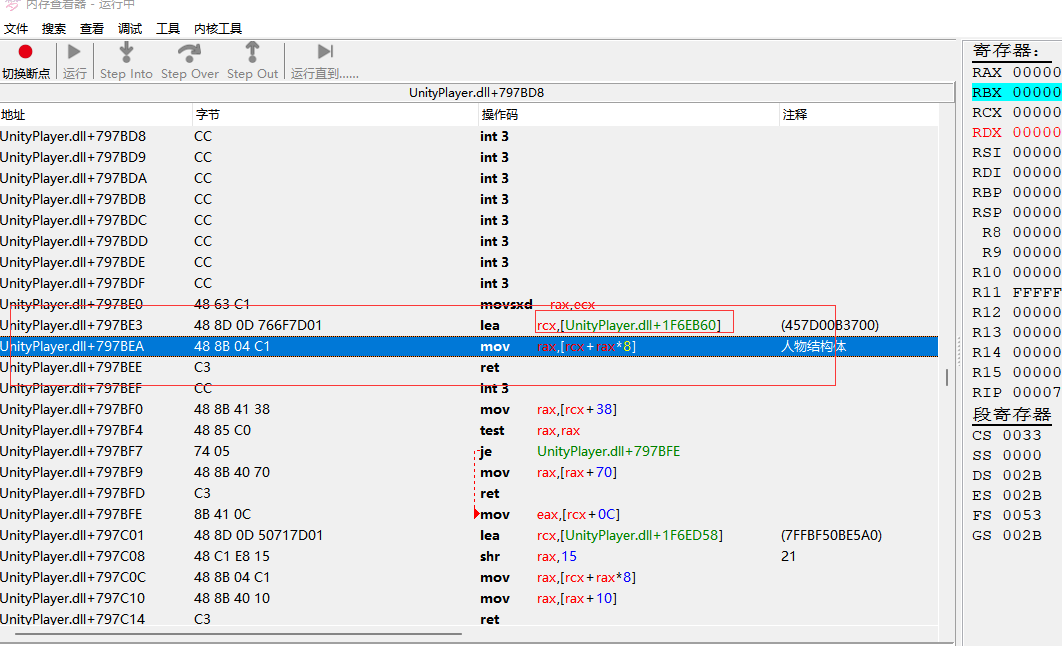 内存查看器 - 运行中
文件 搜索 查看 调试 工具 内核工具
切换断点 运行 Step Into Step Over Step Out 运行直到......
UnityPlayer.dll+797BD8
地址 字节 操作码 注释
UnityPlayer.dll+797BD8 CC int 3
UnityPlayer.dll+797BD9 CC int 3
UnityPlayer.dll+797BDA CC int 3
UnityPlayer.dll+797BDB CC int 3
UnityPlayer.dll+797BDC CC int 3
UnityPlayer.dll+797BDD CC int 3
UnityPlayer.dll+797BDE CC int 3
UnityPlayer.dll+797BDF CC int 3
UnityPlayer.dll+797BE0 48 63 C1 movsxd rax,ecx
UnityPlayer.dll+797BE3 48 8D 0D 766F7D01 lea rcx,[UnityPlayer.dll+1F6EB60] (457D00B3700)
UnityPlayer.dll+797BEA 48 8B 04 C1 mov rax,[rcx+rax*8] 人物结构体
UnityPlayer.dll+797BEE C3 ret
UnityPlayer.dll+797BEF CC int 3
UnityPlayer.dll+797BF0 48 8B 41 38 mov rax,[rcx+38]
UnityPlayer.dll+797BF4 48 85 C0 test rax,rax
UnityPlayer.dll+797BF7 74 05 je UnityPlayer.dll+797BFE
UnityPlayer.dll+797BF9 48 8B 40 70 mov rax,[rax+70]
UnityPlayer.dll+797BFD C3 ret
UnityPlayer.dll+797BFE 8B 41 0C mov eax,[rcx+0C]
UnityPlayer.dll+797C01 48 8D 0D 50717D01 lea rcx,[UnityPlayer.dll+1F6ED58] (7FFBF50BE5A0)
UnityPlayer.dll+797C08 48 C1 E8 15 shr rax,15 21
UnityPlayer.dll+797C0C 48 8B 04 C1 mov rax,[rcx+rax*8]
UnityPlayer.dll+797C10 48 8B 40 10 mov rax,[rax+10]
UnityPlayer.dll+797C14 C3 ret
寄存器:
RAX 00000
RBX 00000
RCX 00000
RDX 00000
RSI 00000
RDI 00000
RBP 00000
RSP 00000
R8 00000
R9 00000
R10 00000
R11 FFFFF
R12 00000
R13 00000
R14 00000
R15 00000
RIP 00007
段寄存器
CS 0033
SS 0000
DS 002B
ES 002B
FS 0053
GS 002B